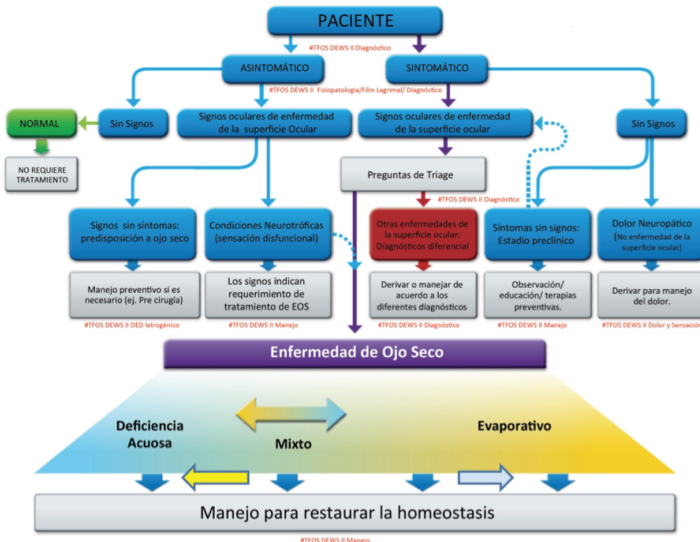 PACIENTE
#TFOS DEWS II Diagnóstico
ASINTOMÁTICO
SINTOMÁTICO
#TFOS DEWS II Fisiopatología/Film Lagrimal/ Diagnóstico
NORMAL
Sin Signos
Signos oculares de enfermedad
de la superficie Ocular
Signos oculares de enfermedad
de la superficie ocular
Sin Signos
NO REQUIERE
TRATAMIENTO
Preguntas de Triage
#TFOS DEWS II Diagnóstico
Signos sin síntomas:
predisposición a ojo seco
Condiciones Neurotróficas
(sensación disfuncional)
Otras enfermedades de
la superficie ocular:
Diagnósticos diferencial
Síntomas sin signos:
Estadio preclínico
Dolor Neuropático
(No enfermedad de la
superficie ocular)
Manejo preventivo si es
necesario (ej. Pre cirugía)
Los signos indican
requerimiento de
tratamiento de EOS
Derivar o manejar de
acuerdo a los
diferentes diagnósticos
Observación/
educación/ terapias
preventivas.
Derivar para manejo
del dolor.
#TFOS DEWS II DED Iatrogénico
#TFOS DEWS II Manejo
#TFOS DEWS II Diagnóstico
#TFOS DEWS II Manejo
#TFOS DEWS II Dolor y Sensación
Enfermedad de Ojo Seco
Deficiencia
Acuosa
Mixto
Evaporativo
Manejo para restaurar la homeostasis
#TFOS DEWS II Manejo